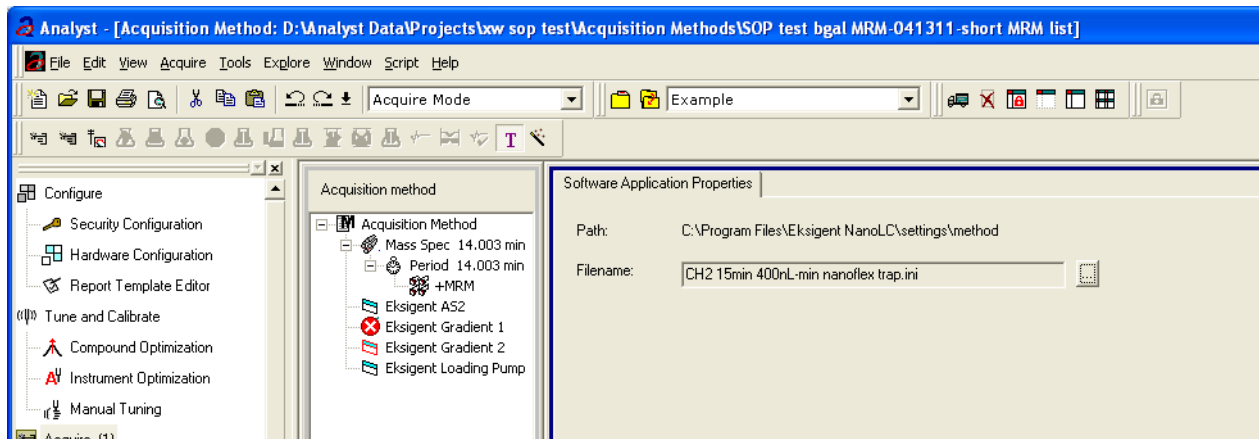 Analyst - [Acquisition Method: D:\Analyst Data\Projects\xw sop test\Acquisition Methods\SOP test bgal MRM-041311-short MRM list]
File Edit View Acquire Tools Explore Window Script Help
Acquire Mode
Example
T
Configure
Security Configuration
Hardware Configuration
Report Template Editor
Tune and Calibrate
Compound Optimization
Instrument Optimization
Manual Tuning
Acquire (1)
Acquisition method
Acquisition Method
Mass Spec 14.003 min
Period 14.003 min
+MRM
Eksigent AS2
Eksigent Gradient 1
Eksigent Gradient 2
Eksigent Loading Pump
Software Application Properties
Path: C:\Program Files\Eksigent NanoLC\settings\method
Filename: CH2 15min 400nL-min nanoflex trap.ini ...